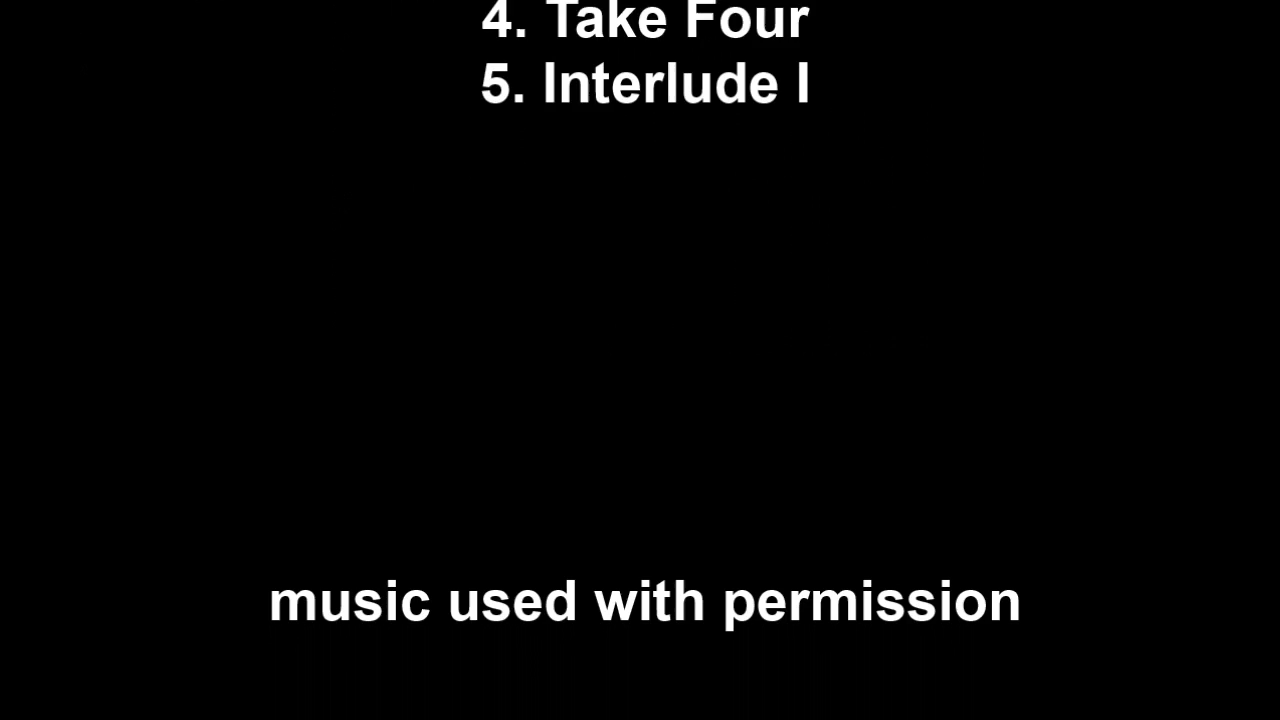 4. Take Four
5. Interlude I
music used with permission